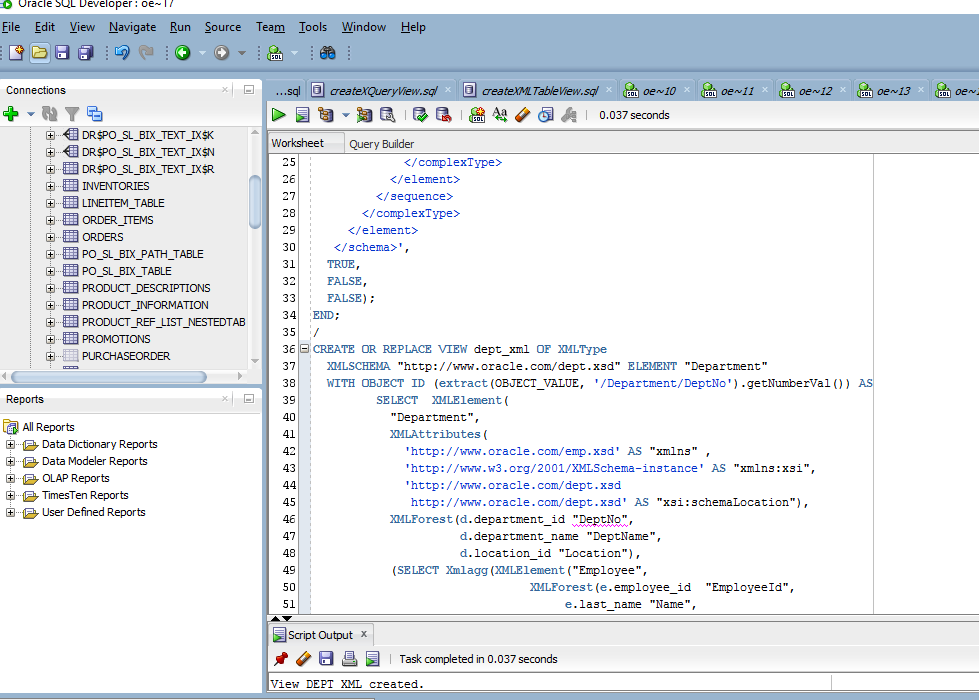 Oracle SQL Developer : oe~17
File Edit View Navigate Run Source Team Tools Window Help
Connections
DR$PO_SL_BIX_TEXT_IX$K
DR$PO_SL_BIX_TEXT_IX$N
DR$PO_SL_BIX_TEXT_IX$R
INVENTORIES
LINEITEM_TABLE
ORDER_ITEMS
ORDERS
PO_SL_BIX_PATH_TABLE
PO_SL_BIX_TABLE
PRODUCT_DESCRIPTIONS
PRODUCT_INFORMATION
PRODUCT_REF_LIST_NESTEDTAB
PROMOTIONS
PURCHASEORDER
Reports
All Reports
Data Dictionary Reports
Data Modeler Reports
OLAP Reports
TimesTen Reports
User Defined Reports
...sql createXQueryView.sql createXMLTableView.sql oe~10 oe~11 oe~12 oe~13 oe~
0.037 seconds
Worksheet Query Builder
25 </complexType>
26 </element>
27 </sequence>
28 </complexType>
29 </element>
30 </schema>',
31 TRUE,
32 FALSE,
33 FALSE);
34 END;
35 /
36 CREATE OR REPLACE VIEW dept_xml OF XMLType
37 XMLSCHEMA "http://www.oracle.com/dept.xsd" ELEMENT "Department"
38 WITH OBJECT ID (extract(OBJECT_VALUE, '/Department/DeptNo').getNumberVal()) AS
39 SELECT XMLElement(
40 "Department",
41 XMLAttributes(
42 'http://www.oracle.com/emp.xsd' AS "xmlns" ,
43 'http://www.w3.org/2001/XMLSchema-instance' AS "xmlns:xsi",
44 'http://www.oracle.com/dept.xsd
45 http://www.oracle.com/dept.xsd' AS "xsi:schemaLocation"),
46 XMLForest(d.department_id "DeptNo",
47 d.department_name "DeptName",
48 d.location_id "Location"),
49 (SELECT Xmlagg(XMLElement("Employee",
50 XMLForest(e.employee_id "EmployeeId",
51 e.last_name "Name",
Script Output x
Task completed in 0.037 seconds
View DEPT_XML created.